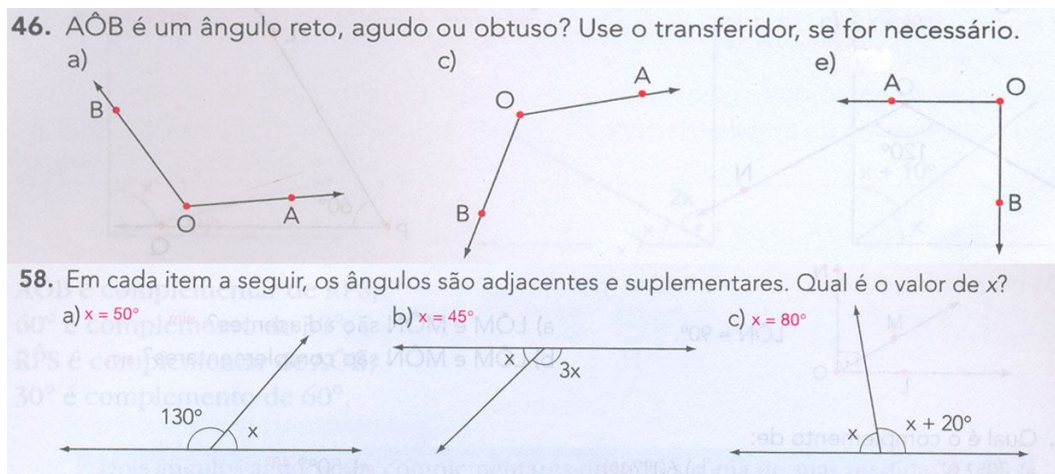 46. AÔB é um ângulo reto, agudo ou obtuso? Use o transferidor, se for necessário.
a) c) e)
B O A
O A B
A O B
58. Em cada item a seguir, os ângulos são adjacentes e suplementares. Qual é o valor de x?
a) x = 50° b) x = 45° c) x = 80°
130° x
x 3x
x x + 20°